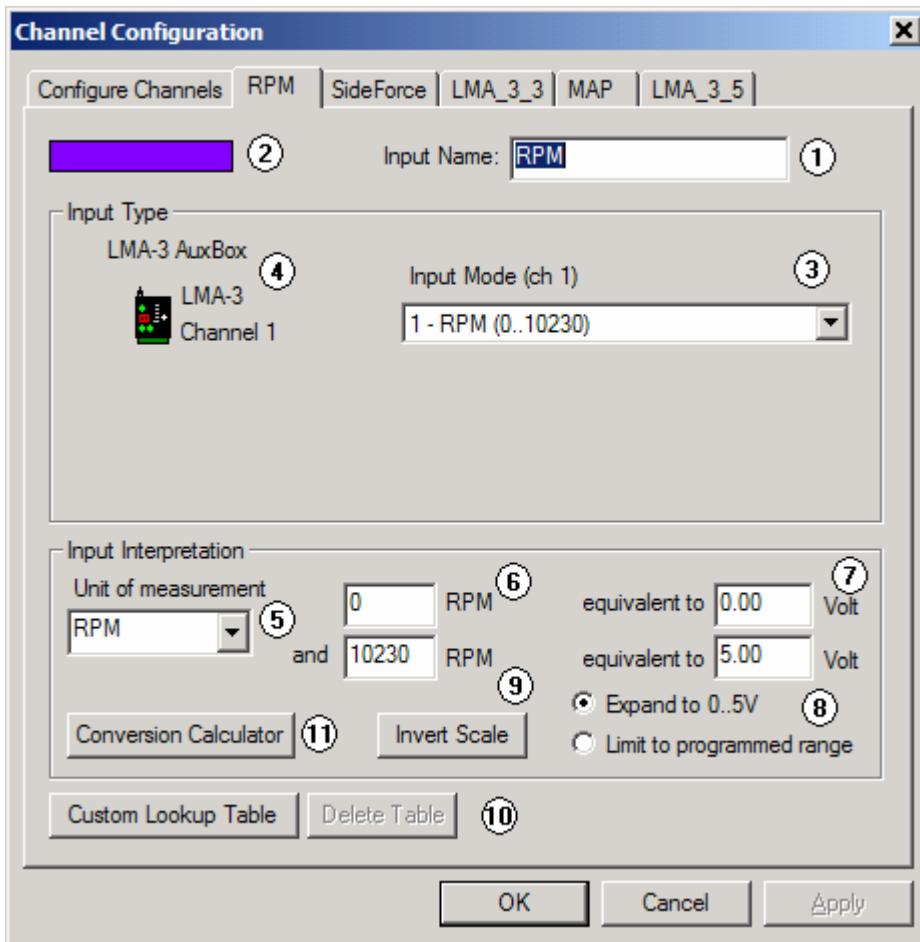 Channel Configuration
Configure Channels RPM SideForce LMA_3_3 MAP LMA_3_5
2 Input Name: RPM 1
Input Type
LMA-3 AuxBox
4
LMA-3
Channel 1
Input Mode (ch 1) 3
1 - RPM (0..10230)
Input Interpretation
Unit of measurement
RPM 5
0 RPM 6 equivalent to 0.00 Volt 7
and 10230 RPM equivalent to 5.00 Volt
9
Expand to 0..5V 8
Limit to programmed range
Conversion Calculator 11 Invert Scale
Custom Lookup Table Delete Table 10
OK Cancel Apply